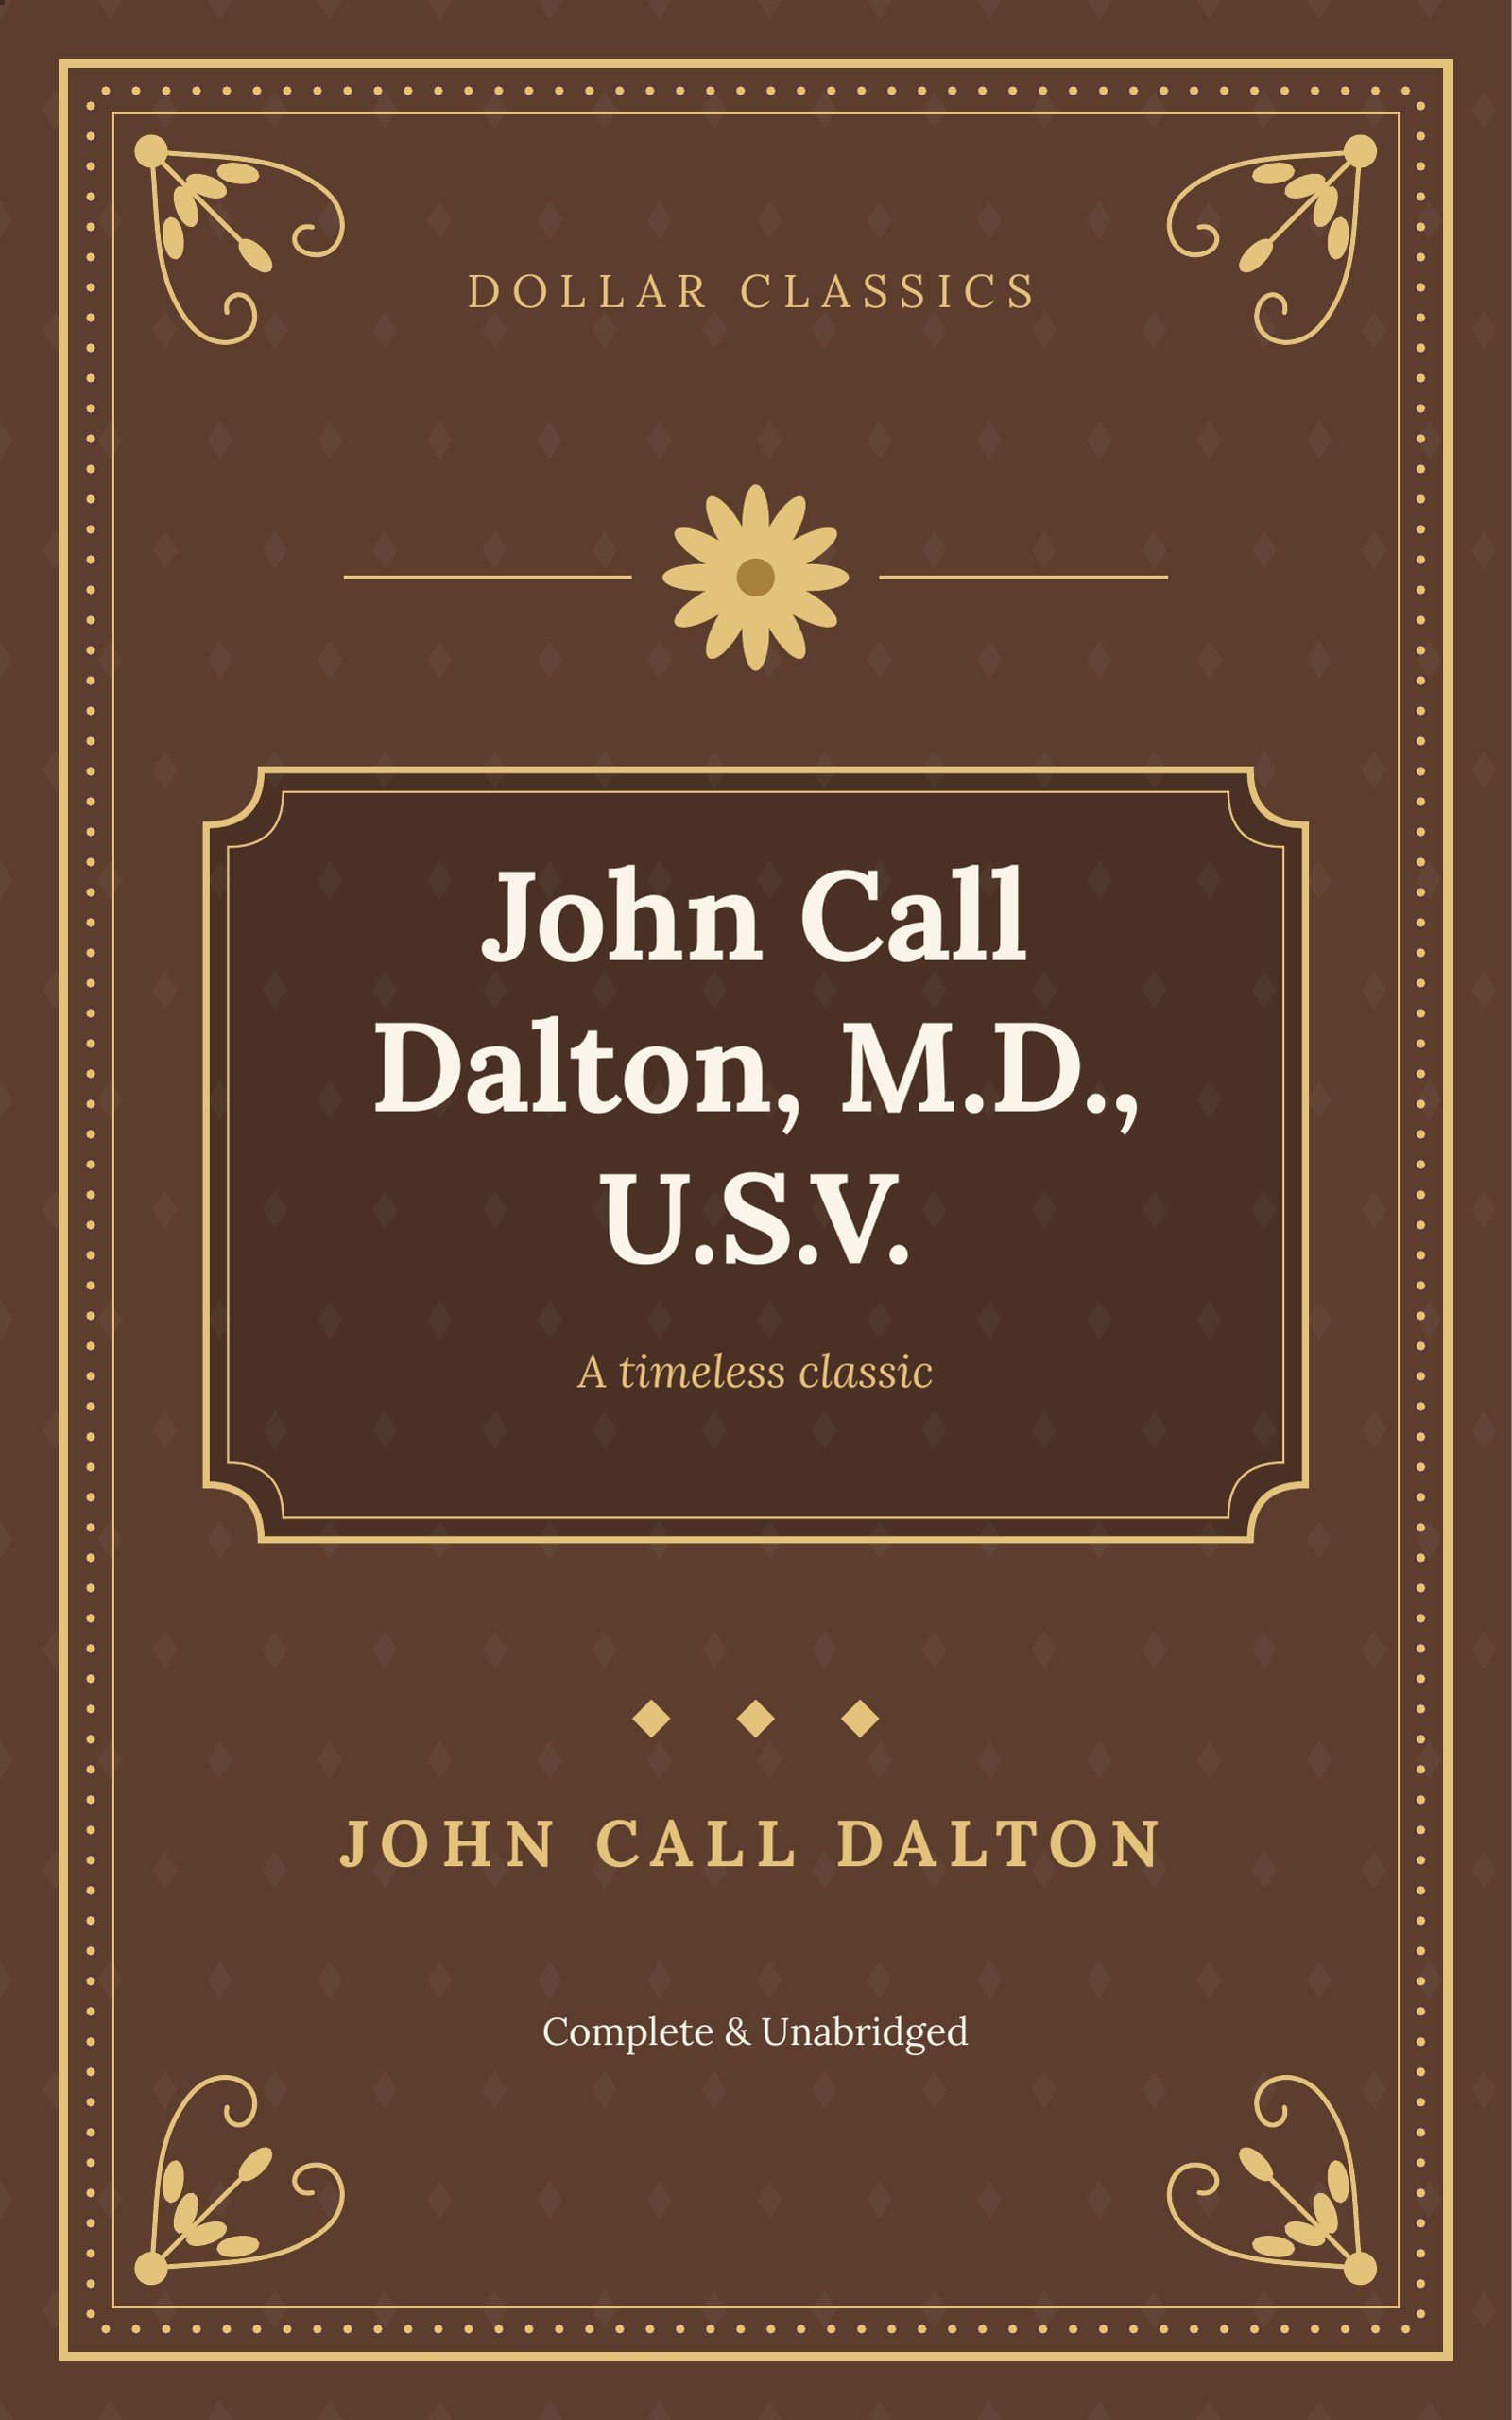 DOLLAR CLASSICS
John Call
Dalton, M.D.,
U.S.V.
A timeless classic
JOHN CALL DALTON
Complete & Unabridged